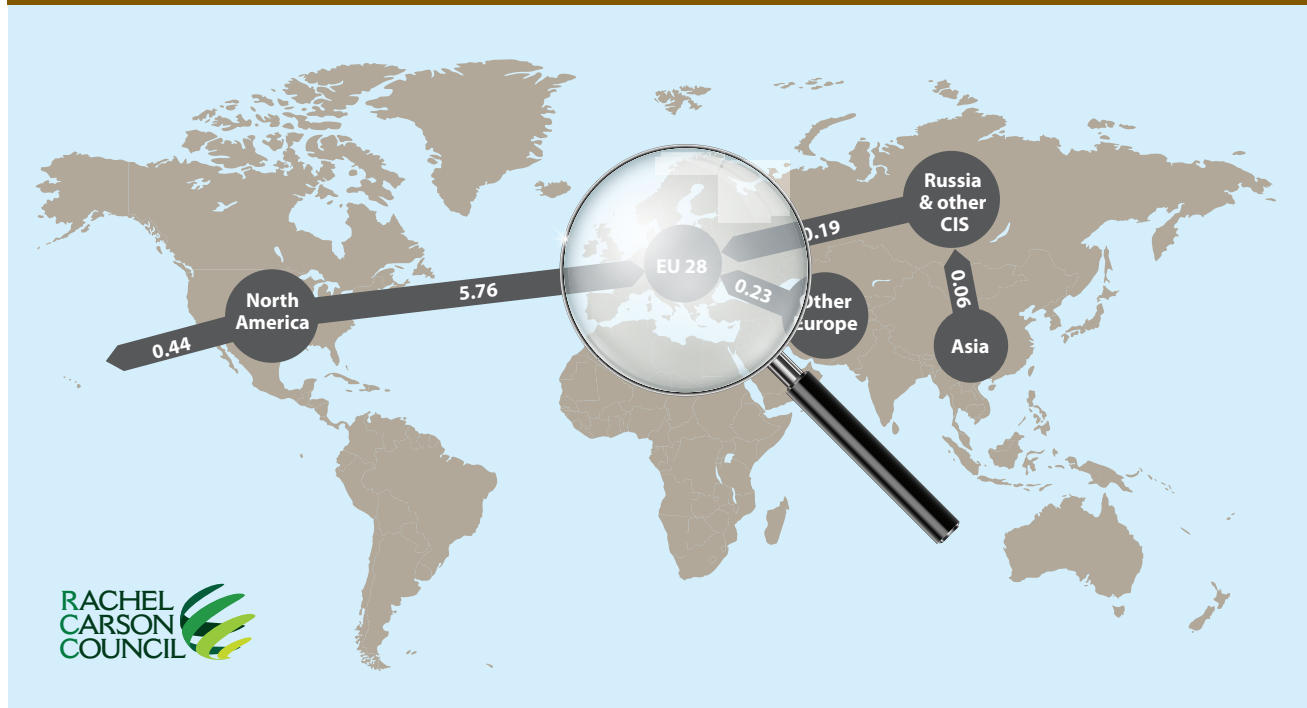 Russia
& other
CIS
0.19
EU 28
0.06
North
America
5.76
0.23
Other
Europe
0.44
Asia
RACHEL
CARSON
COUNCIL